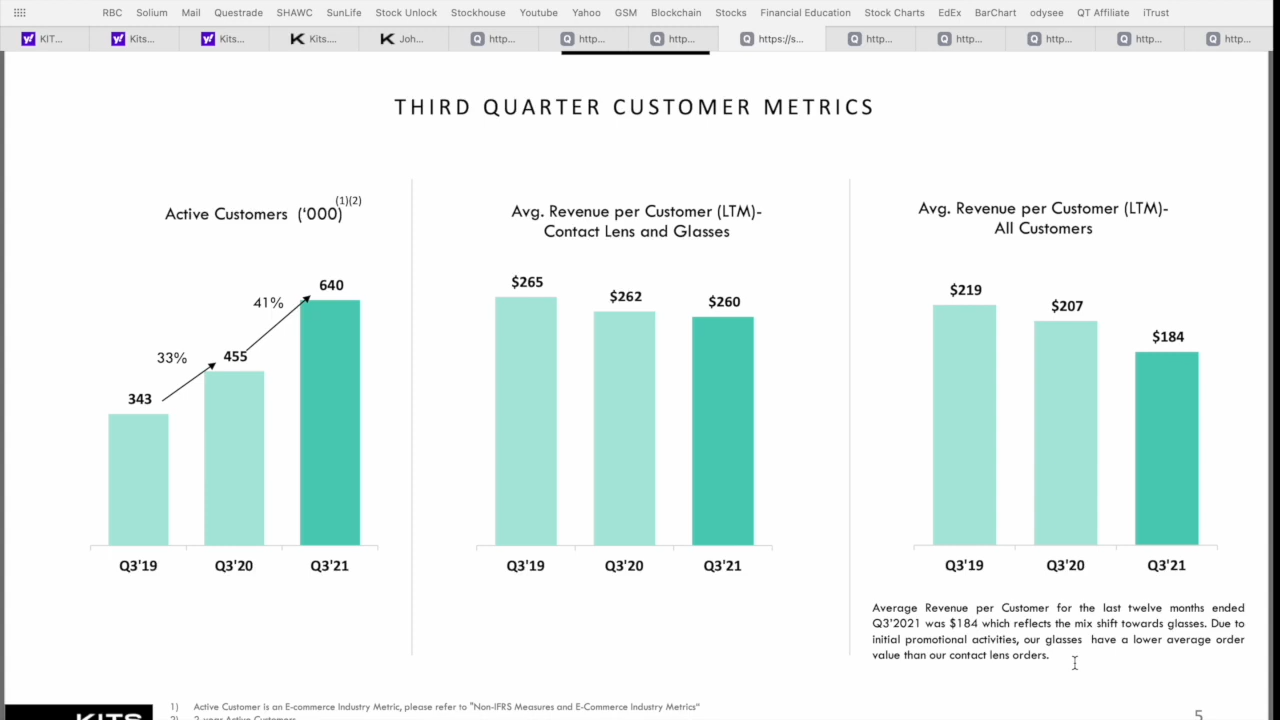 RBC Solium Mail Questrade SHAWC SunLife Stock Unlock Stockhouse Youtube Yahoo GSM Blockchain Stocks Financial Education Stock Charts EdEx BarChart odysee QT Affiliate iTrust
KIT... Kits... Kits... Kits.... Joh... http... http... http... https://s... http... http... http... http... http...
THIRD QUARTER CUSTOMER METRICS
Active Customers ('000) (1)(2)
343
33%
455
41%
640
Q3'19 Q3'20 Q3'21
Avg. Revenue per Customer (LTM)-
Contact Lens and Glasses
$265
$262
$260
Q3'19 Q3'20 Q3'21
Avg. Revenue per Customer (LTM)-
All Customers
$219
$207
$184
Q3'19 Q3'20 Q3'21
Average Revenue per Customer for the last twelve months ended
Q3'2021 was $184 which reflects the mix shift towards glasses. Due to
initial promotional activities, our glasses have a lower average order
value than our contact lens orders.
KITS
1) Active Customer is an E-commerce Industry Metric, please refer to "Non-IFRS Measures and E-Commerce Industry Metrics"
2) 2-year Active Customers
5